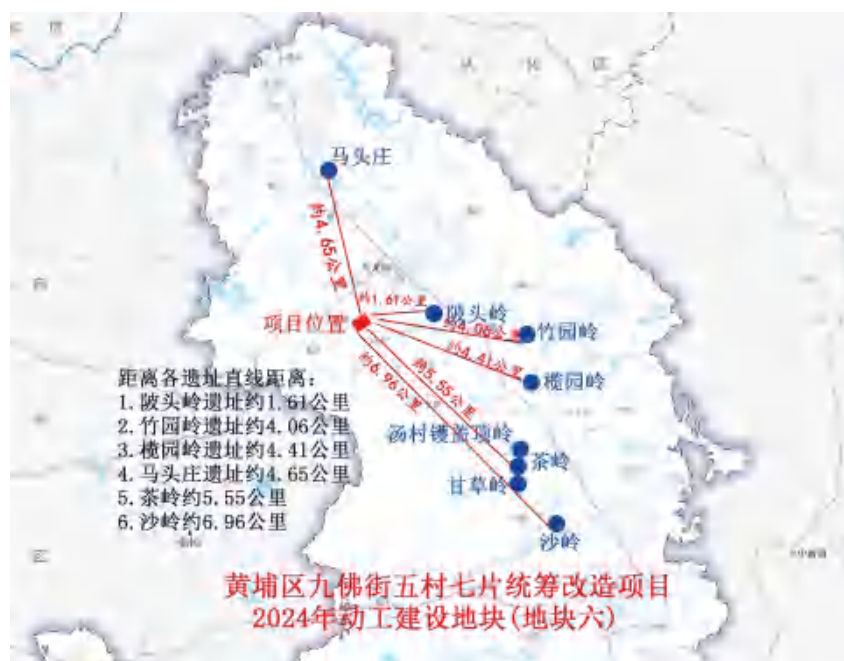 从化区
马头庄
约4.65公里
约1.61公里
陂头岭
项目位置
约4.06公里
竹园岭
约4.41公里
榄园岭
约5.55公里
约6.96公里
距离各遗址直线距离:
1.陂头岭遗址约1.61公里
2.竹园岭遗址约4.06公里
3.榄园岭遗址约4.41公里
4.马头庄遗址约4.65公里
5.茶岭约5.55公里
6.沙岭约6.96公里
汤村镬盖顶岭
茶岭
甘草岭
沙岭
区
黄埔区九佛街五村七片统筹改造项目
2024年动工建设地块(地块六)